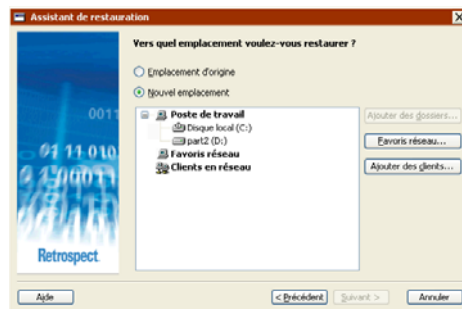 Assistant de restauration
Vers quel emplacement voulez-vous restaurer ?
Emplacement d'origine
Nouvel emplacement
Poste de travail
Disque local (C:)
part2 (D:)
Favoris réseau
Clients en réseau
Ajouter des dossiers...
Favoris réseau...
Ajouter des clients...
Retrospect
Aide
< Précédent
Suivant >
Annuler